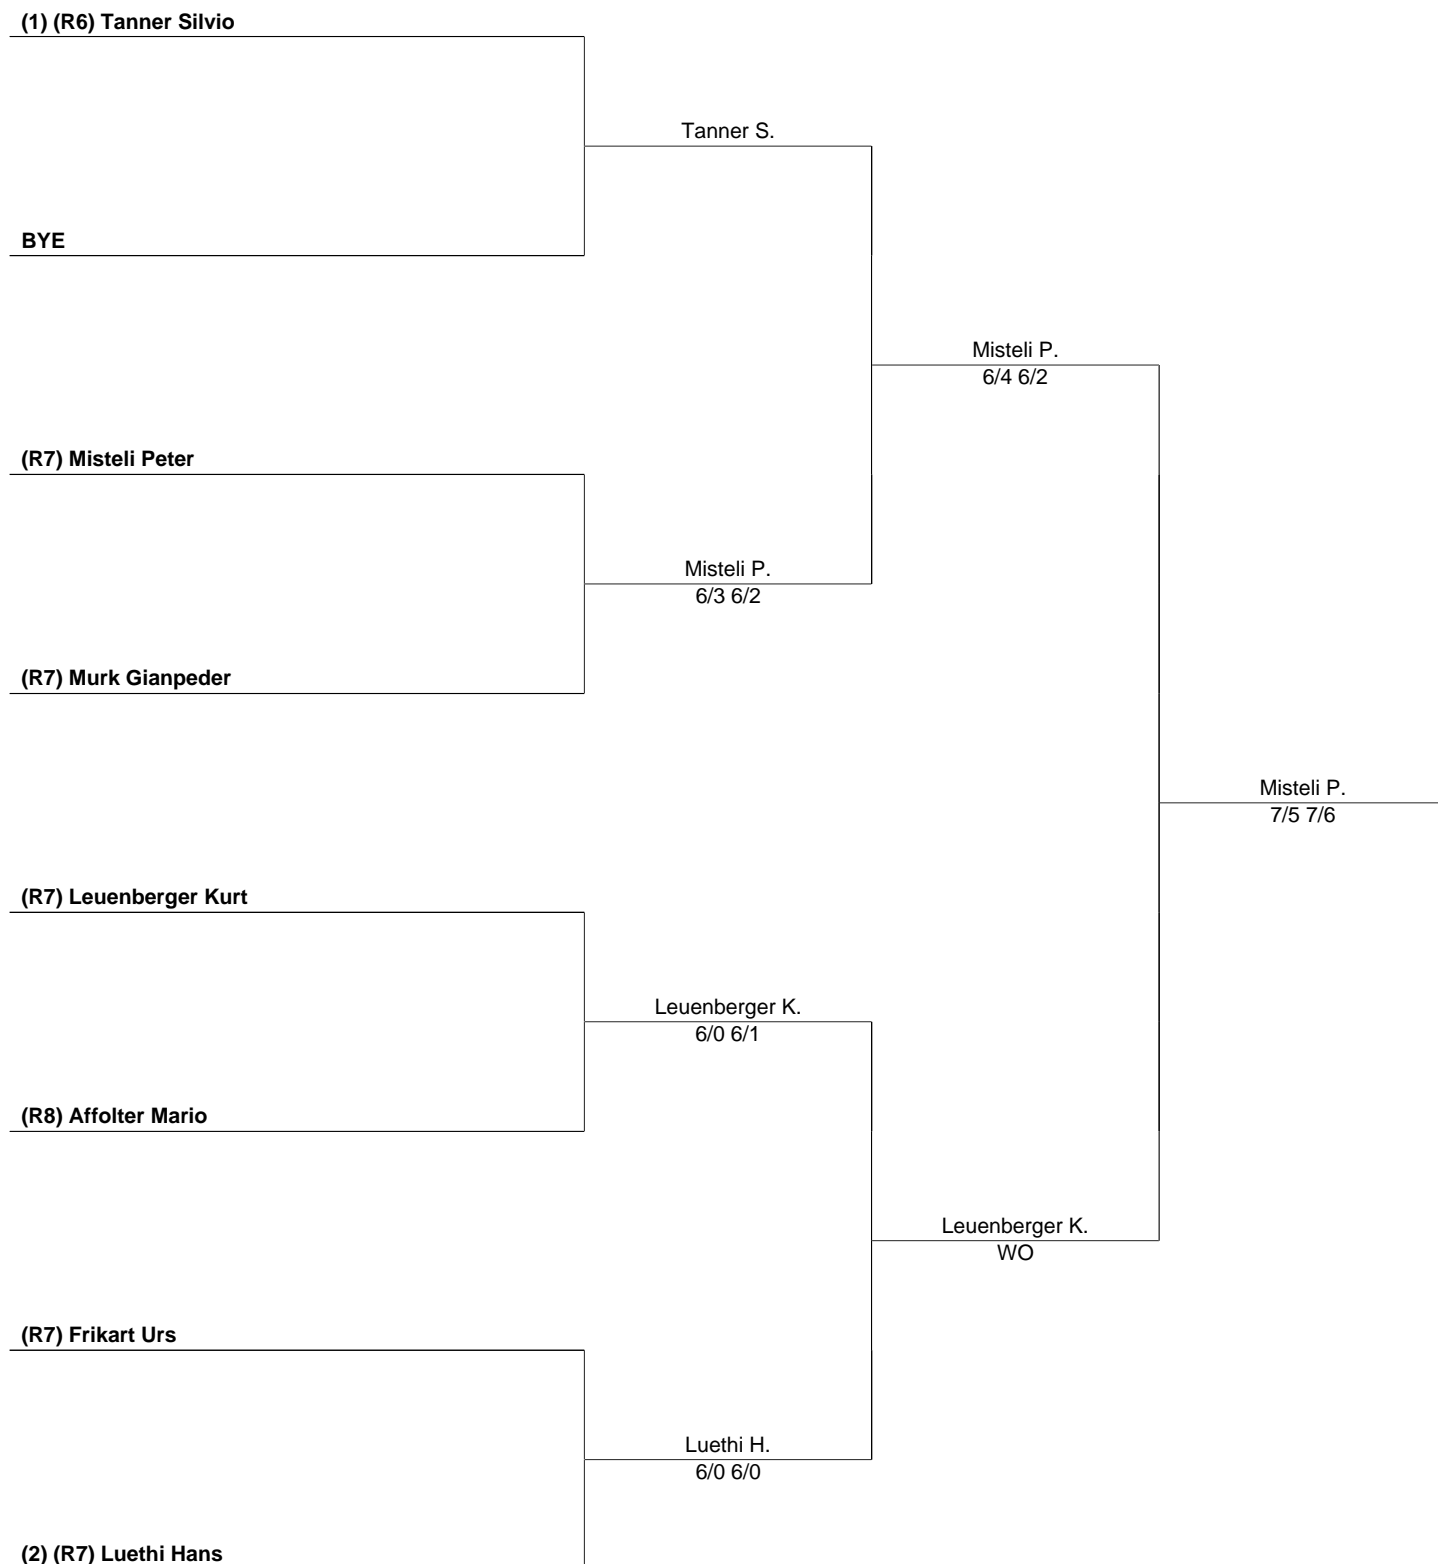 (1) (R6) Tanner Silvio
Tanner S.
BYE
Misteli P.
6/4 6/2
(R7) Misteli Peter
Misteli P.
6/3 6/2
(R7) Murk Gianpeder
Misteli P.
7/5 7/6
(R7) Leuenberger Kurt
Leuenberger K.
6/0 6/1
(R8) Affolter Mario
Leuenberger K.
WO
(R7) Frikart Urs
Luethi H.
6/0 6/0
(2) (R7) Luethi Hans